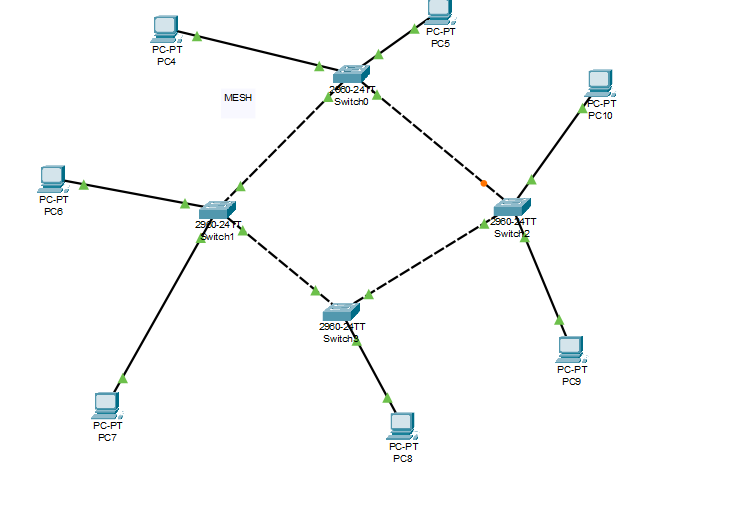 PC-PT
PC5
PC-PT
PC4
2960-24TT
Switch0
MESH
PC-PT
PC10
PC-PT
PC6
2960-24TT
Switch1
2960-24TT
Switch2
2960-24TT
Switch3
PC-PT
PC9
PC-PT
PC7
PC-PT
PC8